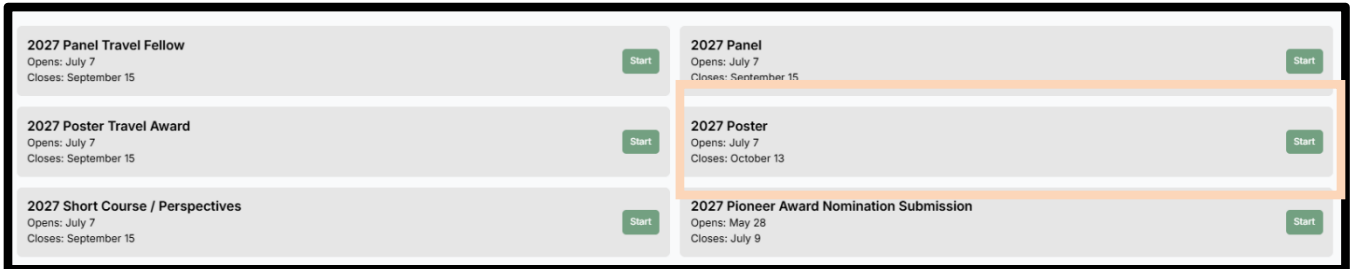 2027 Panel Travel Fellow
Opens: July 7
Closes: September 15
Start
2027 Panel
Opens: July 7
Closes: September 15
Start
2027 Poster Travel Award
Opens: July 7
Closes: September 15
Start
2027 Poster
Opens: July 7
Closes: October 13
Start
2027 Short Course / Perspectives
Opens: July 7
Closes: September 15
Start
2027 Pioneer Award Nomination Submission
Opens: May 28
Closes: July 9
Start